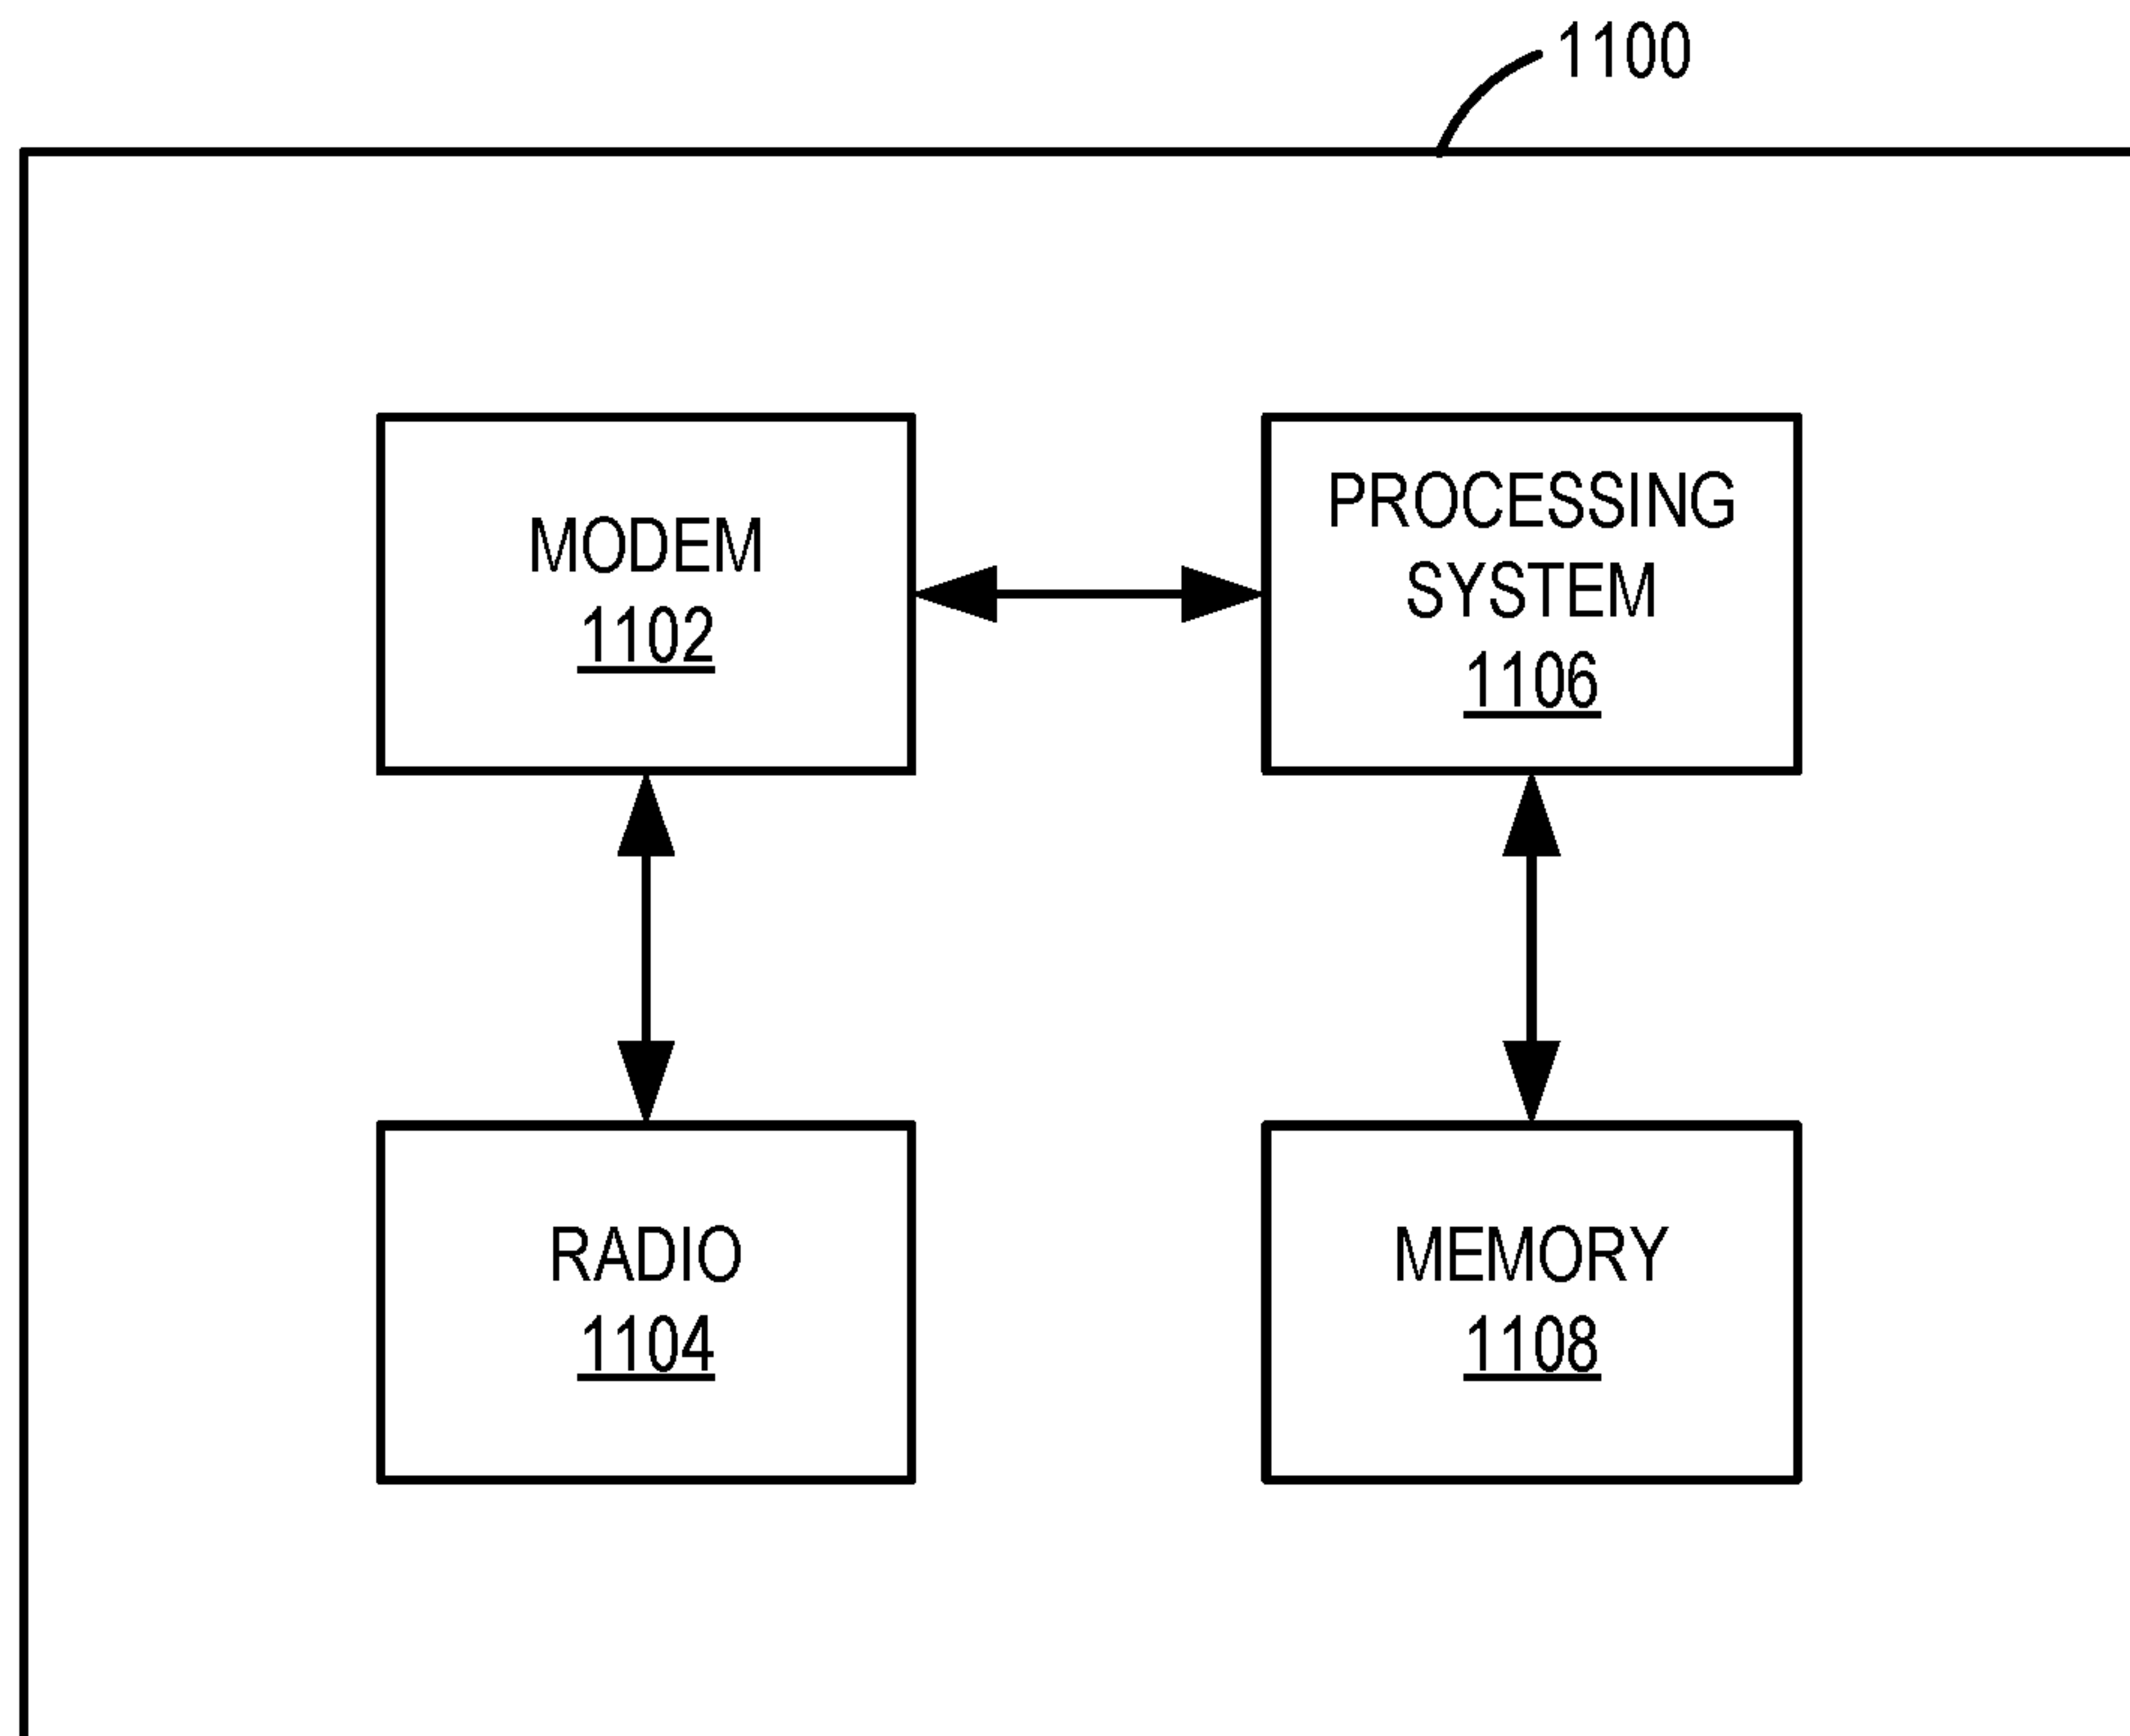 1100
MODEM
1102
PROCESSING
SYSTEM
1106
RADIO
1104
MEMORY
1108